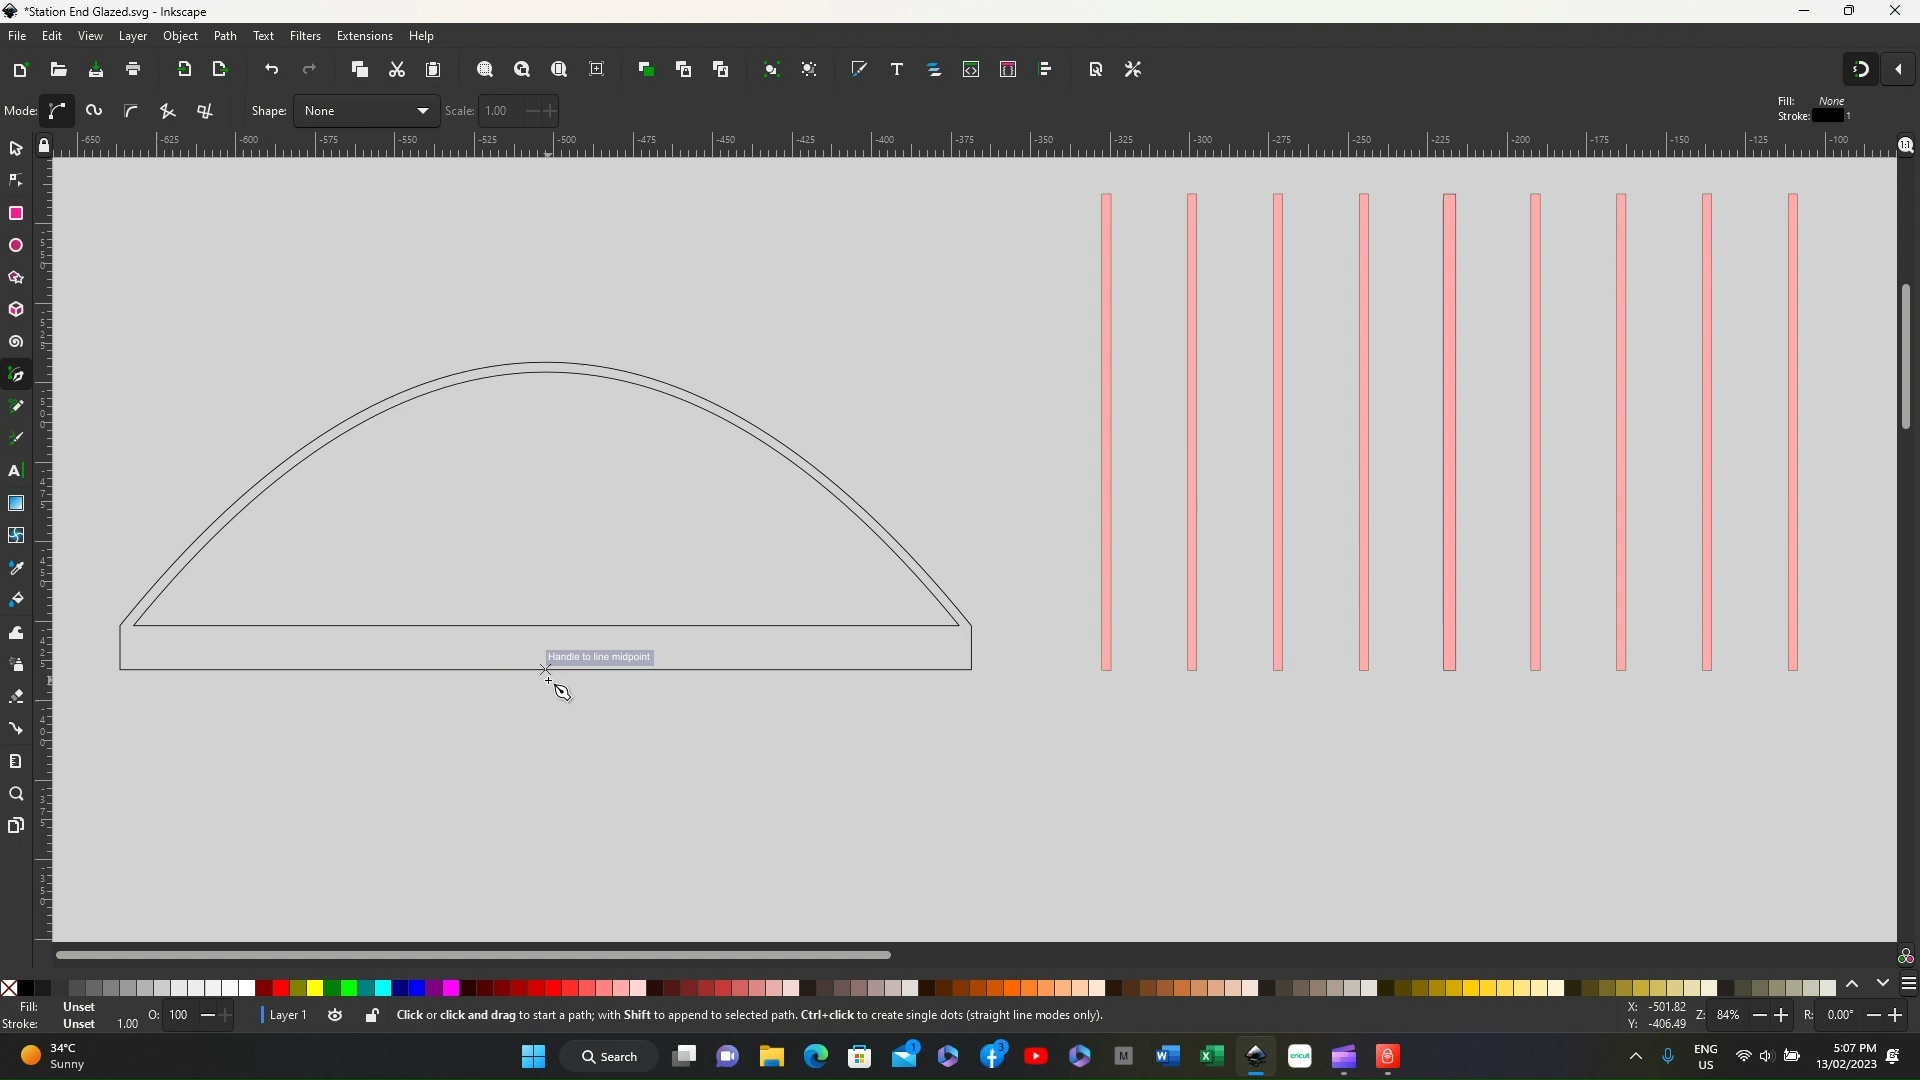 *Station End Glazed.svg - Inkscape
File Edit View Layer Object Path Text Filters Extensions Help
Mode: Shape: None Scale: 1.00
Fill: None
Stroke: 1
-650 -625 -600 -575 -550 -525 -500 -475 -450 -425 -400 -375 -350 -325 -300 -275 -250 -225 -200 -175 -150 -125 -100
Handle to line midpoint
Fill: Unset
Stroke: Unset 1.00
O: 100
Layer 1
Click or click and drag to start a path; with Shift to append to selected path. Ctrl+click to create single dots (straight line modes only).
X: -501.82
Y: -406.49
Z: 84%
R: 0.00°
34°C
Sunny
Search
1
3
M
cricut
ENG
US
5:07 PM
13/02/2023